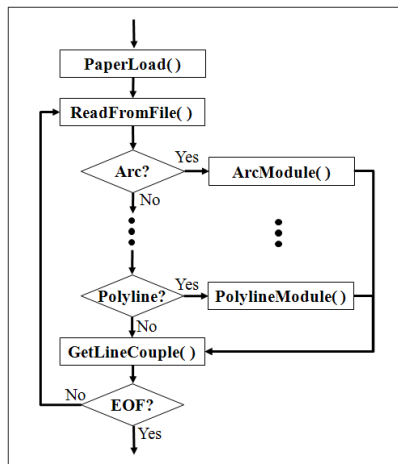 PaperLoad( )
ReadFromFile( )
Arc?
Yes
ArcModule( )
No
Polyline?
Yes
PolylineModule( )
No
GetLineCouple( )
No
EOF?
Yes